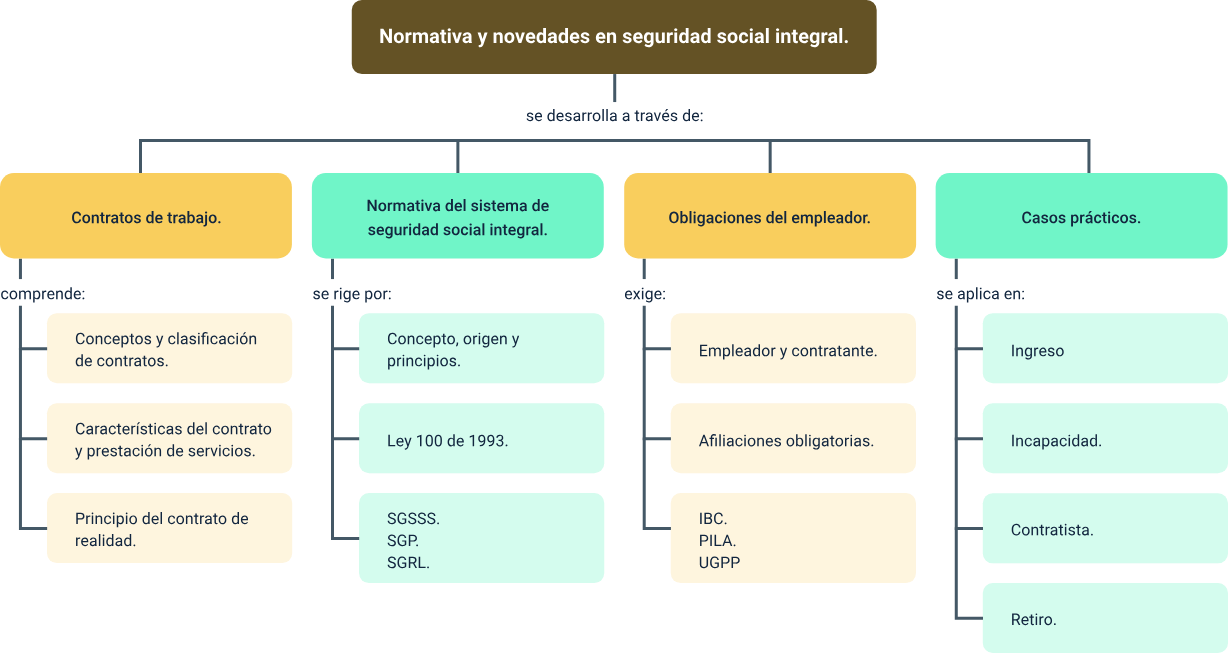 Normativa y novedades en seguridad social integral.
se desarrolla a través de:
Contratos de trabajo.
comprende:
Conceptos y clasificación
de contratos.
Características del contrato
y prestación de servicios.
Principio del contrato de
realidad.
Normativa del sistema de
seguridad social integral.
se rige por:
Concepto, origen y
principios.
Ley 100 de 1993.
SGSSS.
SGP.
SGRL.
Obligaciones del empleador.
exige:
Empleador y contratante.
Afiliaciones obligatorias.
IBC.
PILA.
UGPP
Casos prácticos.
se aplica en:
Ingreso
Incapacidad.
Contratista.
Retiro.